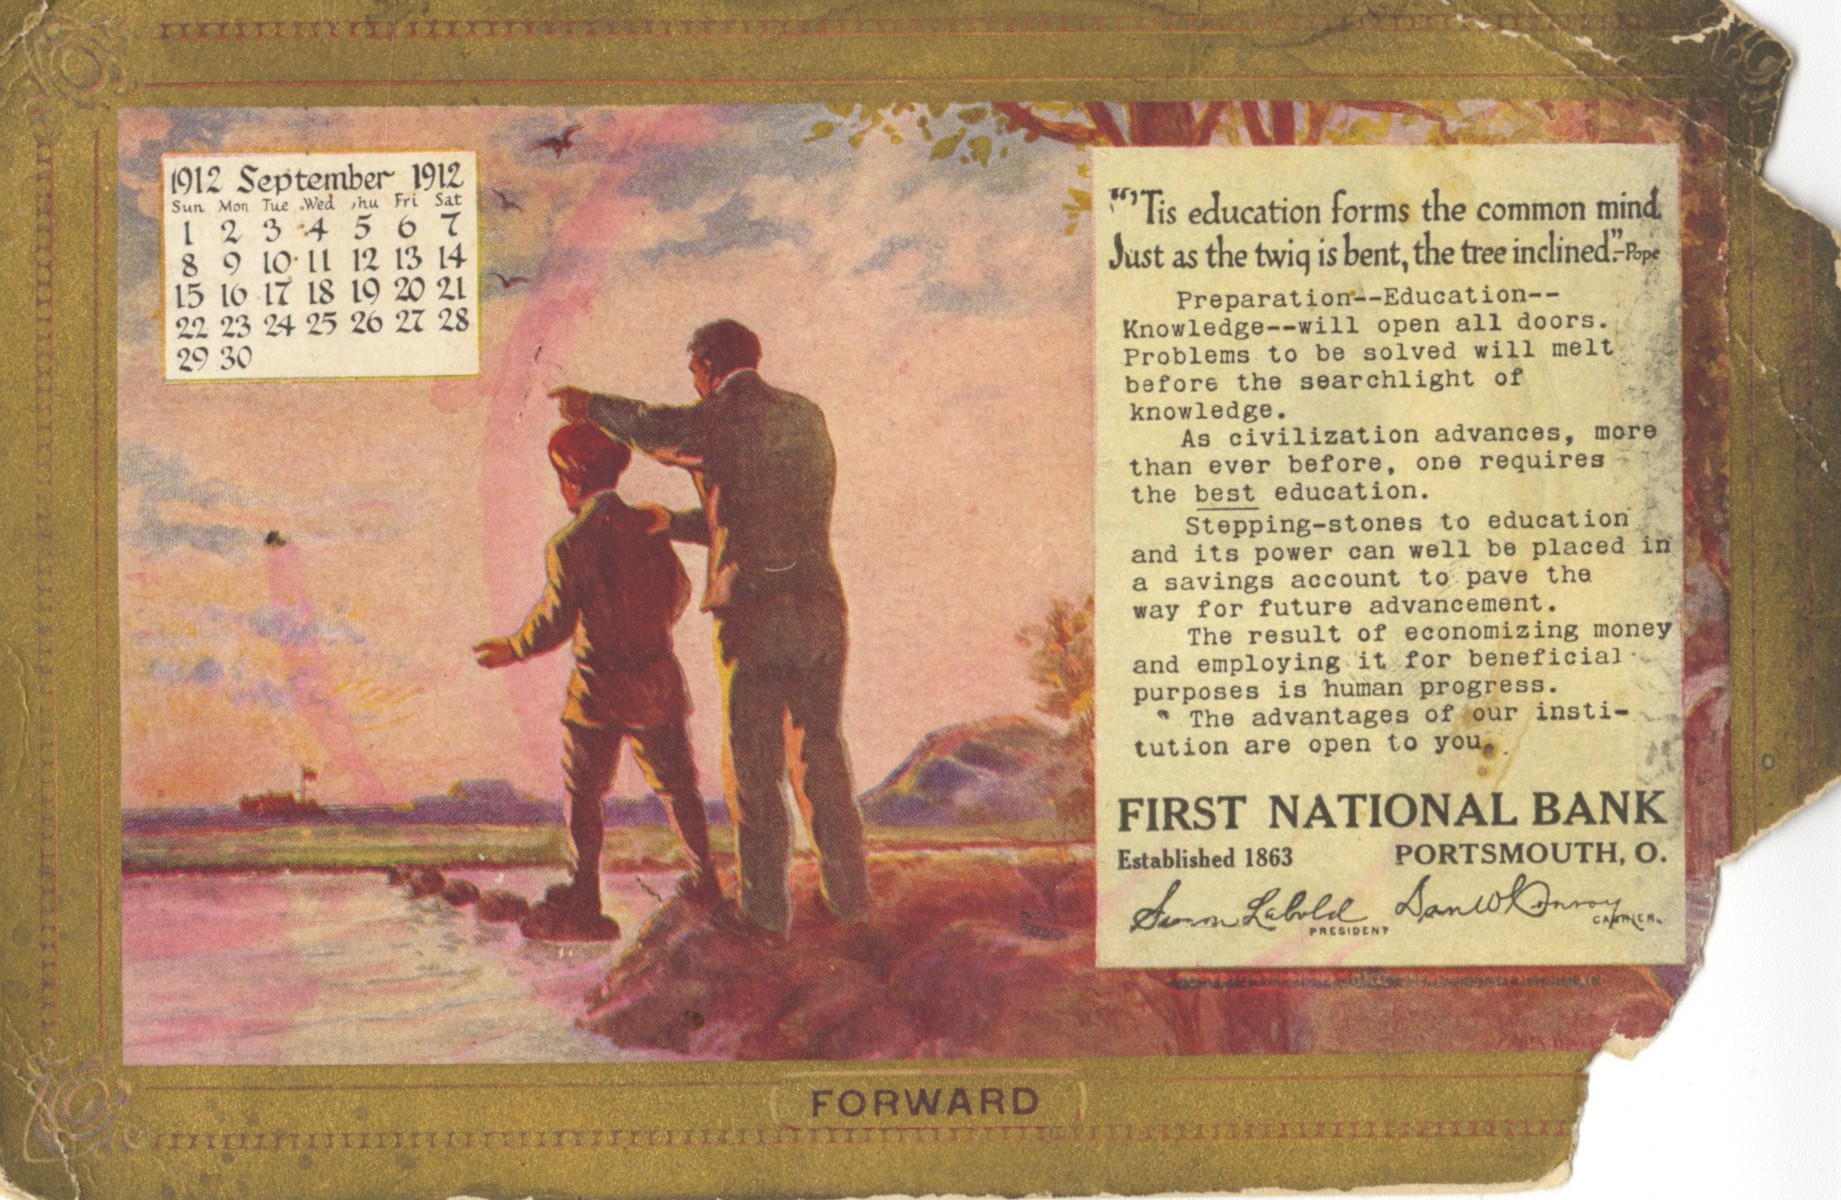 1912 September 1912
Sun Mon Tue Wed hu Fri Sat
1 2 3 4 5 6 7
8 9 10 11 12 13 14
15 16 17 18 19 20 21
22 23 24 25 26 27 28
29 30
"'Tis education forms the common mind.
Just as the twig is bent, the tree inclined."-Pope
Preparation--Education--
Knowledge--will open all doors.
Problems to be solved will melt
before the searchlight of
knowledge.
As civilization advances, more
than ever before, one requires
the best education.
Stepping-stones to education
and its power can well be placed in
a savings account to pave the
way for future advancement.
The result of economizing money
and employing it for beneficial
purposes is human progress.
" The advantages of our insti-
tution are open to you.
FIRST NATIONAL BANK
Established 1863 PORTSMOUTH, O.
Simon Labold PRESIDENT Dan W Conroy CASHIER.
FORWARD